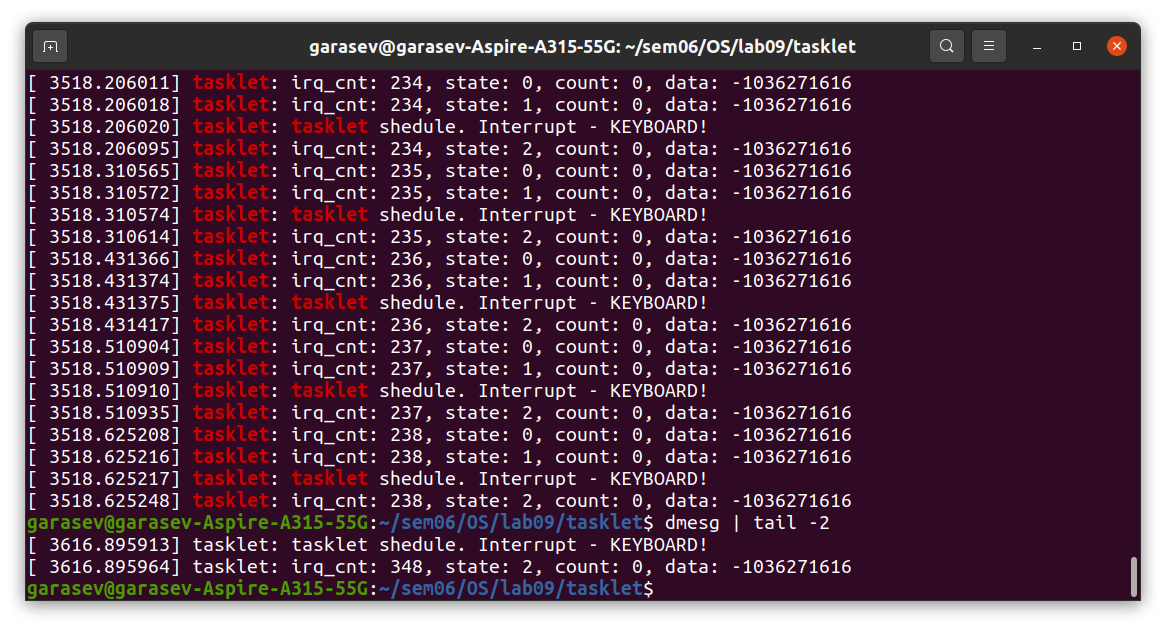 garasev@garasev-Aspire-A315-55G: ~/sem06/OS/lab09/tasklet
[ 3518.206011] tasklet: irq_cnt: 234, state: 0, count: 0, data: -1036271616
[ 3518.206018] tasklet: irq_cnt: 234, state: 1, count: 0, data: -1036271616
[ 3518.206020] tasklet: tasklet shedule. Interrupt - KEYBOARD!
[ 3518.206095] tasklet: irq_cnt: 234, state: 2, count: 0, data: -1036271616
[ 3518.310565] tasklet: irq_cnt: 235, state: 0, count: 0, data: -1036271616
[ 3518.310572] tasklet: irq_cnt: 235, state: 1, count: 0, data: -1036271616
[ 3518.310574] tasklet: tasklet shedule. Interrupt - KEYBOARD!
[ 3518.310614] tasklet: irq_cnt: 235, state: 2, count: 0, data: -1036271616
[ 3518.431366] tasklet: irq_cnt: 236, state: 0, count: 0, data: -1036271616
[ 3518.431374] tasklet: irq_cnt: 236, state: 1, count: 0, data: -1036271616
[ 3518.431375] tasklet: tasklet shedule. Interrupt - KEYBOARD!
[ 3518.431417] tasklet: irq_cnt: 236, state: 2, count: 0, data: -1036271616
[ 3518.510904] tasklet: irq_cnt: 237, state: 0, count: 0, data: -1036271616
[ 3518.510909] tasklet: irq_cnt: 237, state: 1, count: 0, data: -1036271616
[ 3518.510910] tasklet: tasklet shedule. Interrupt - KEYBOARD!
[ 3518.510935] tasklet: irq_cnt: 237, state: 2, count: 0, data: -1036271616
[ 3518.625208] tasklet: irq_cnt: 238, state: 0, count: 0, data: -1036271616
[ 3518.625216] tasklet: irq_cnt: 238, state: 1, count: 0, data: -1036271616
[ 3518.625217] tasklet: tasklet shedule. Interrupt - KEYBOARD!
[ 3518.625248] tasklet: irq_cnt: 238, state: 2, count: 0, data: -1036271616
garasev@garasev-Aspire-A315-55G:~/sem06/OS/lab09/tasklet$ dmesg | tail -2
[ 3616.895913] tasklet: tasklet shedule. Interrupt - KEYBOARD!
[ 3616.895964] tasklet: irq_cnt: 348, state: 2, count: 0, data: -1036271616
garasev@garasev-Aspire-A315-55G:~/sem06/OS/lab09/tasklet$